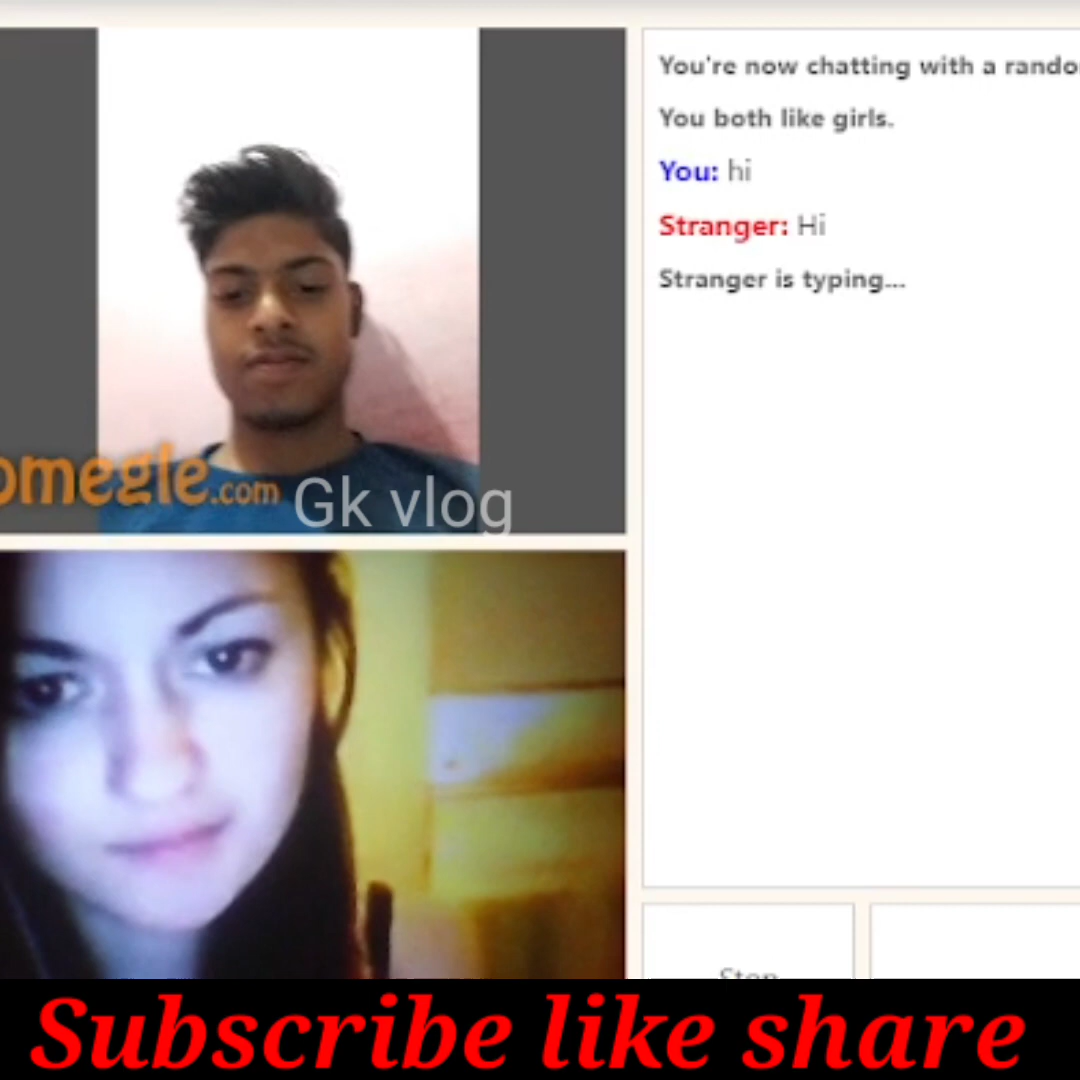 You're now chatting with a
You both like girls.
You: hi
Stranger: Hi
Stranger is typing...
omegle.com
Gk vlog
Stop
Subscribe like share